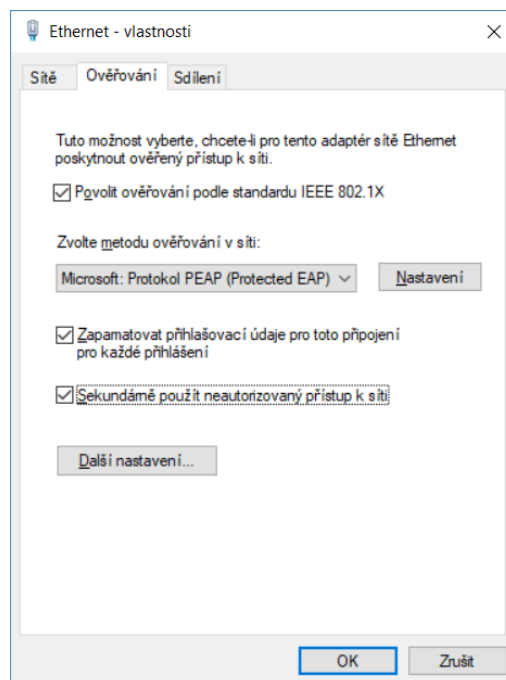 Ethernet - vlastnosti
Sítě
Ověřování
Sdílení
Tuto možnost vyberte, chcete-li pro tento adaptér sítě Ethernet
poskytnout ověřený přístup k síti.
Povolit ověřování podle standardu IEEE 802.1X
Zvolte metodu ověřování v síti:
Microsoft: Protokol PEAP (Protected EAP)
Nastavení
Zapamatovat přihlašovací údaje pro toto připojení
pro každé přihlášení
Sekundárně použít neautorizovaný přístup k síti
Další nastavení...
OK
Zrušit